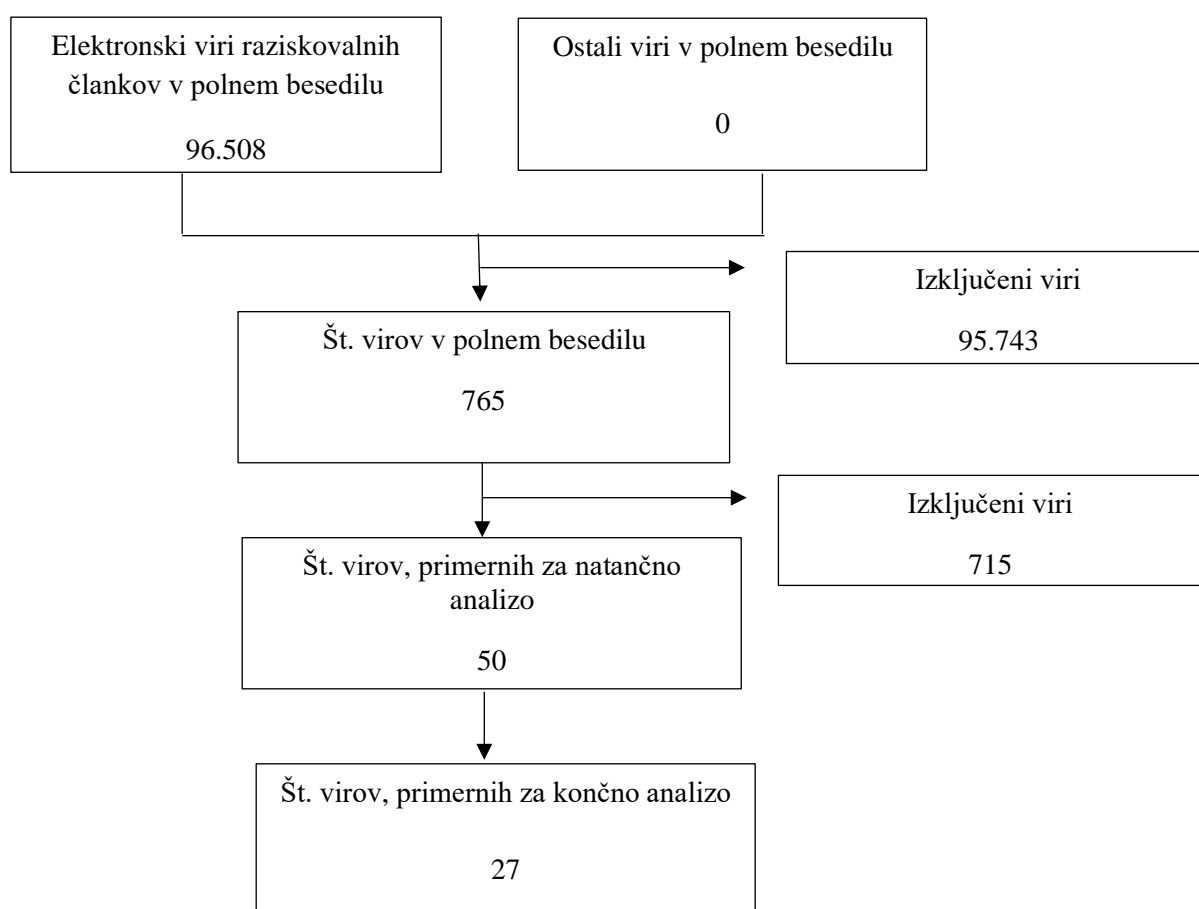 Elektronski viri raziskovalnih
člankov v polnem besedilu
96.508
Ostali viri v polnem besedilu
0
Izključeni viri
95.743
Št. virov v polnem besedilu
765
Izključeni viri
715
Št. virov, primernih za natančno
analizo
50
Št. virov, primernih za končno analizo
27